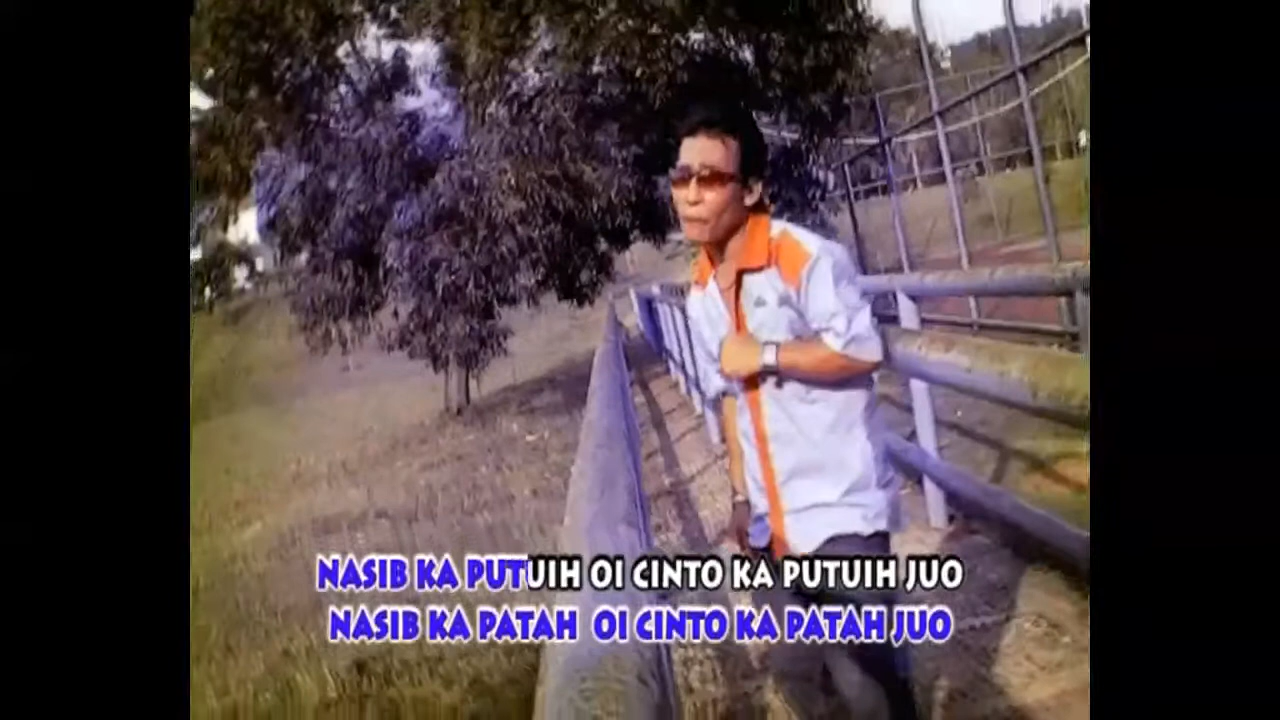 NASIB KA PUTUIH OI CINTO KA PUTUIH JUO
NASIB KA PATAH OI CINTO KA PATAH JUO